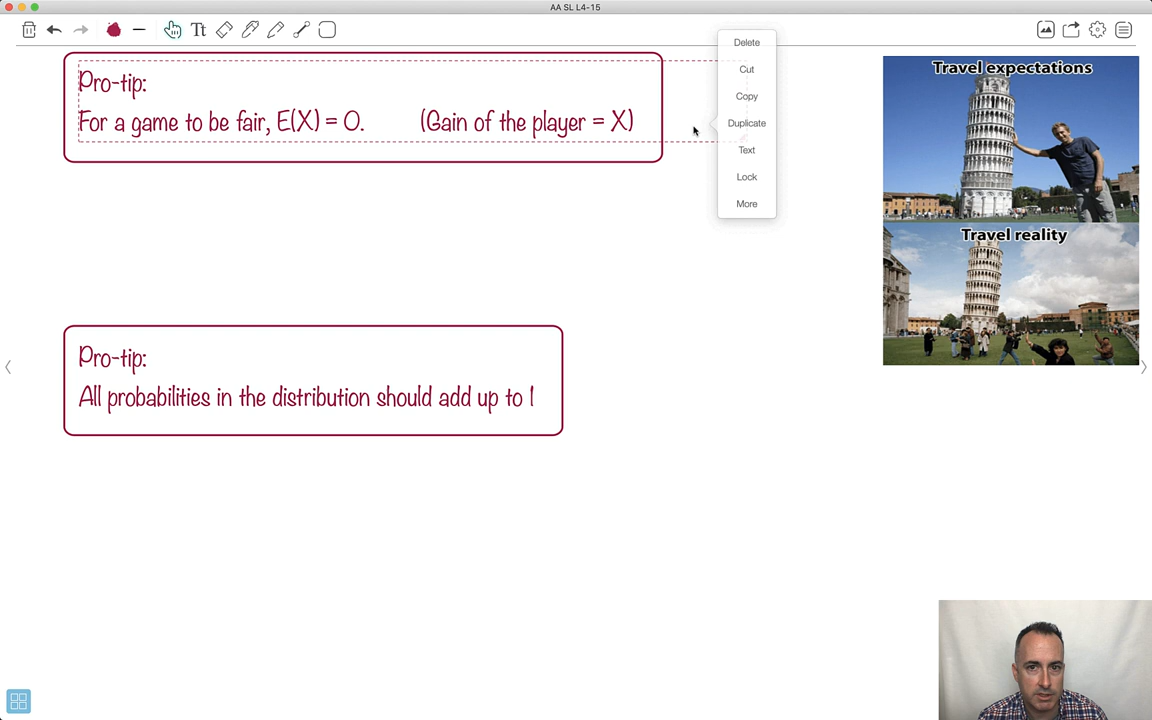 AA SL L4-15
Tt
Pro-tip:
For a game to be fair, E(X) = 0. (Gain of the player = X)
Delete
Cut
Copy
Duplicate
Text
Lock
More
Travel expectations
Travel reality
Pro-tip:
All probabilities in the distribution should add up to 1